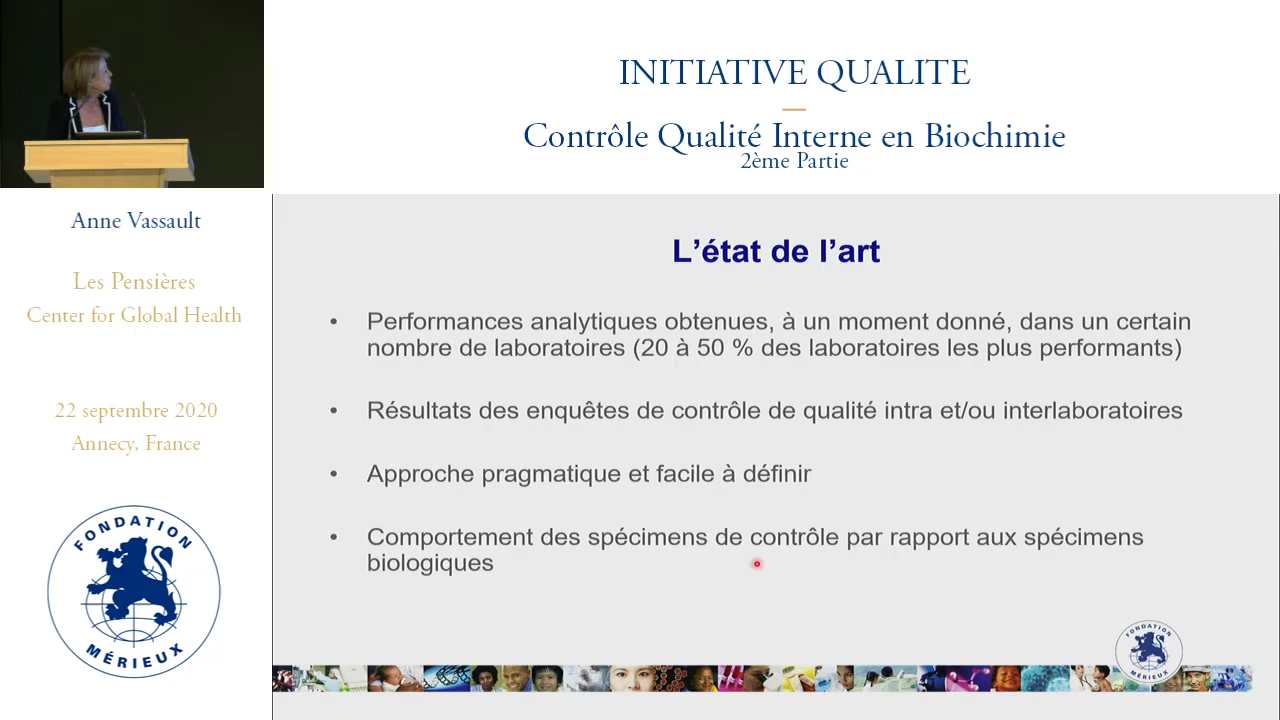 INITIATIVE QUALITE
Contrôle Qualité Interne en Biochimie
2ème Partie
Anne Vassault
Les Pensières
Center for Global Health
22 septembre 2020
Annecy, France
FONDATION
MÉRIEUX
L’état de l’art
• Performances analytiques obtenues, à un moment donné, dans un certain
nombre de laboratoires (20 à 50 % des laboratoires les plus performants)
• Résultats des enquêtes de contrôle de qualité intra et/ou interlaboratoires
• Approche pragmatique et facile à définir
• Comportement des spécimens de contrôle par rapport aux spécimens
biologiques
FONDATION
MÉRIEUX